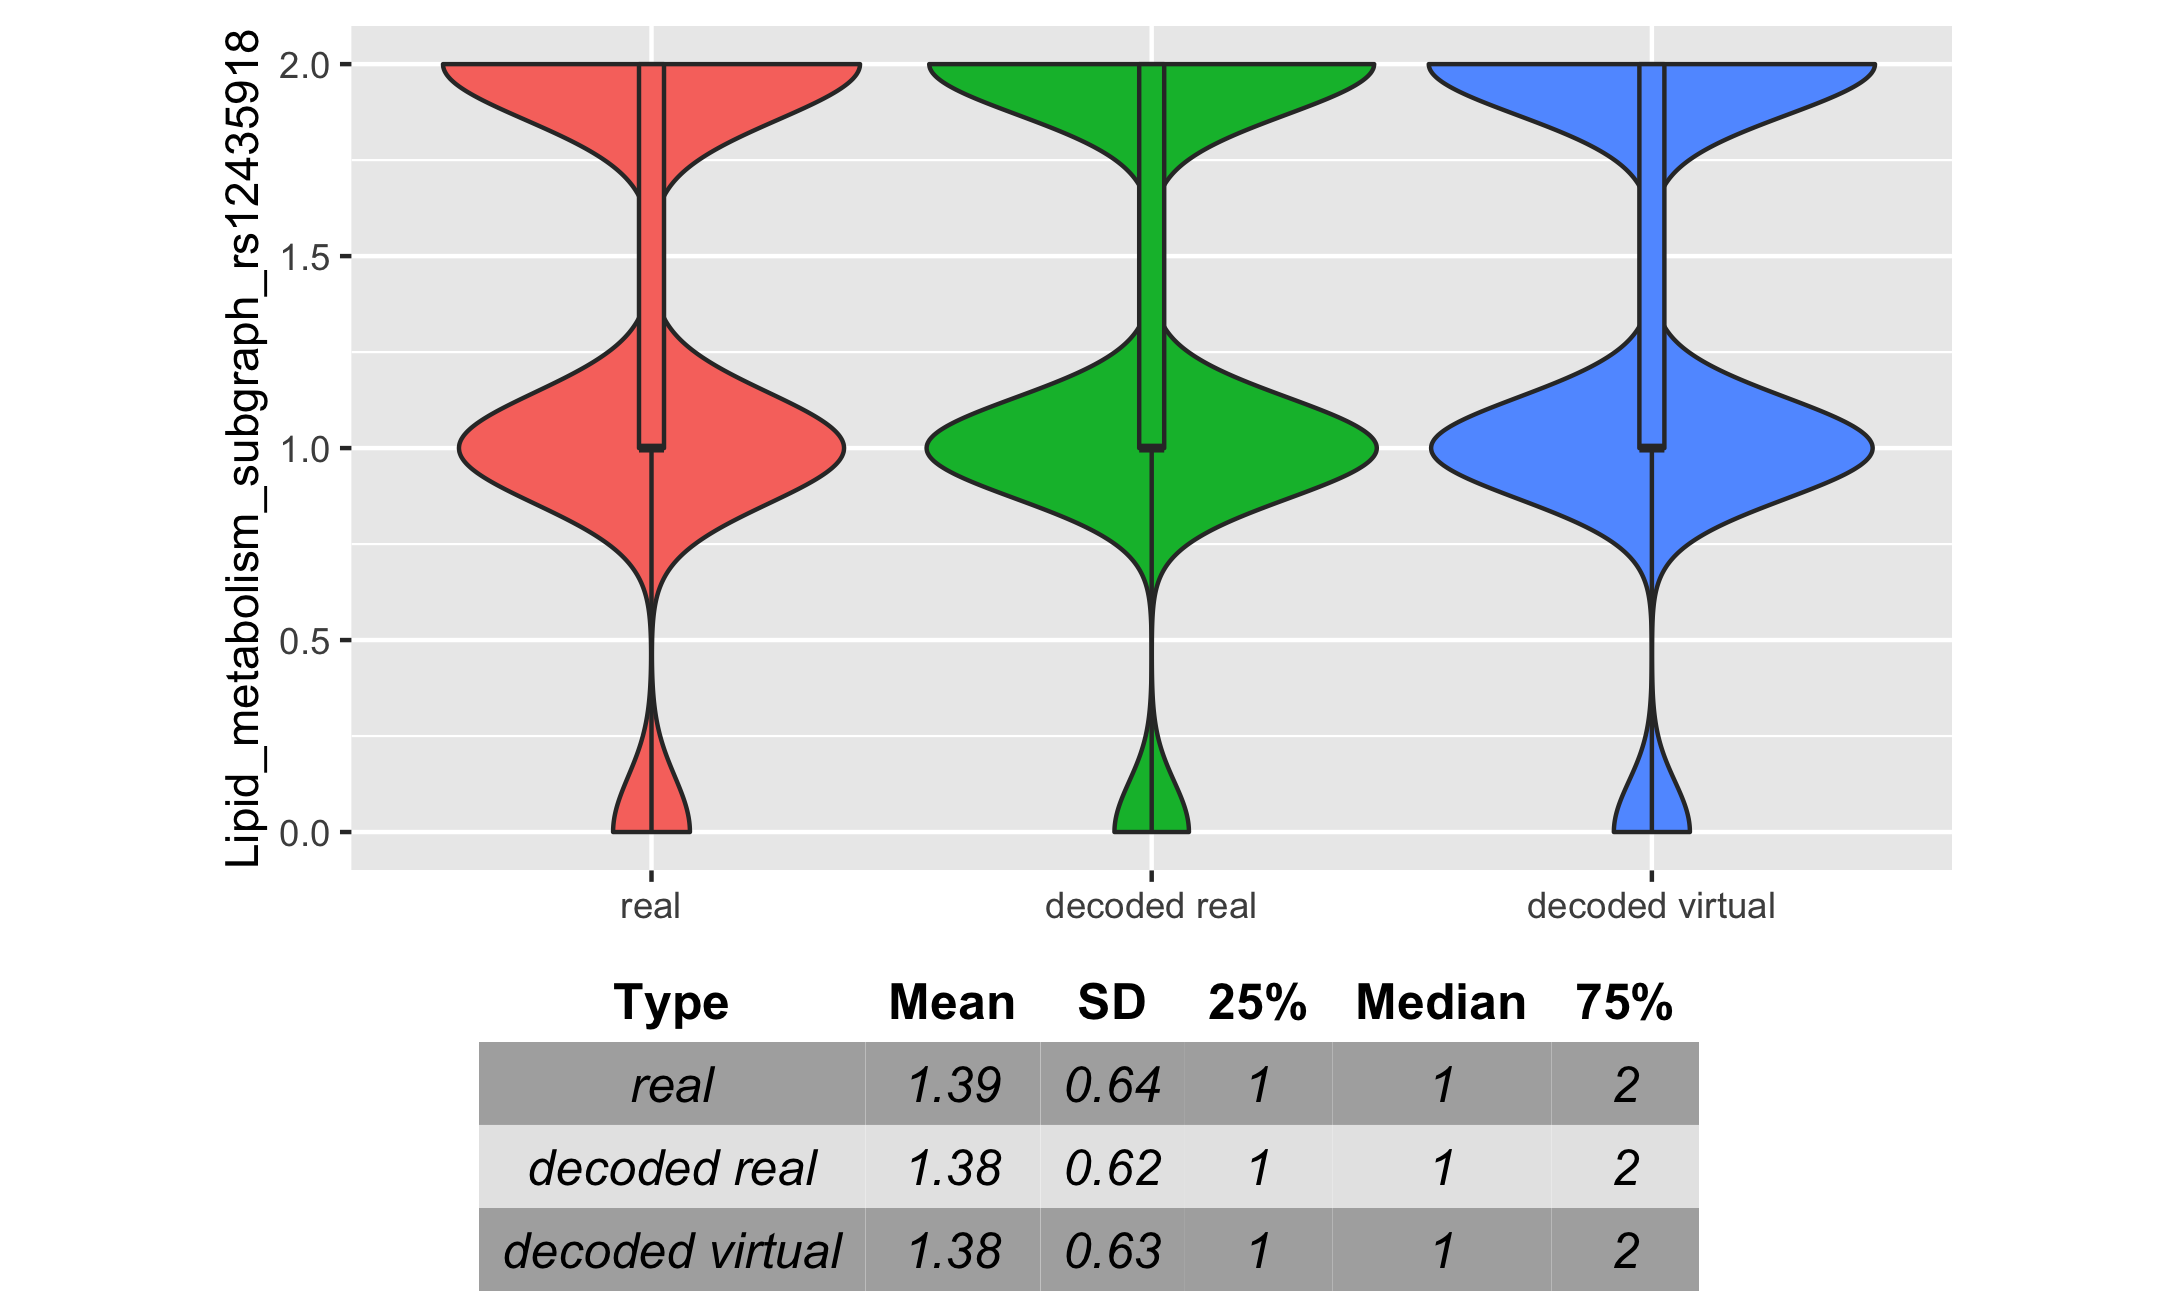 Lipid_metabolism_subgraph_rs12435918
2.0
1.5
1.0
0.5
0.0
real decoded real decoded virtual
Type Mean SD 25% Median 75%
real 1.39 0.64 1 1 2
decoded real 1.38 0.62 1 1 2
decoded virtual 1.38 0.63 1 1 2